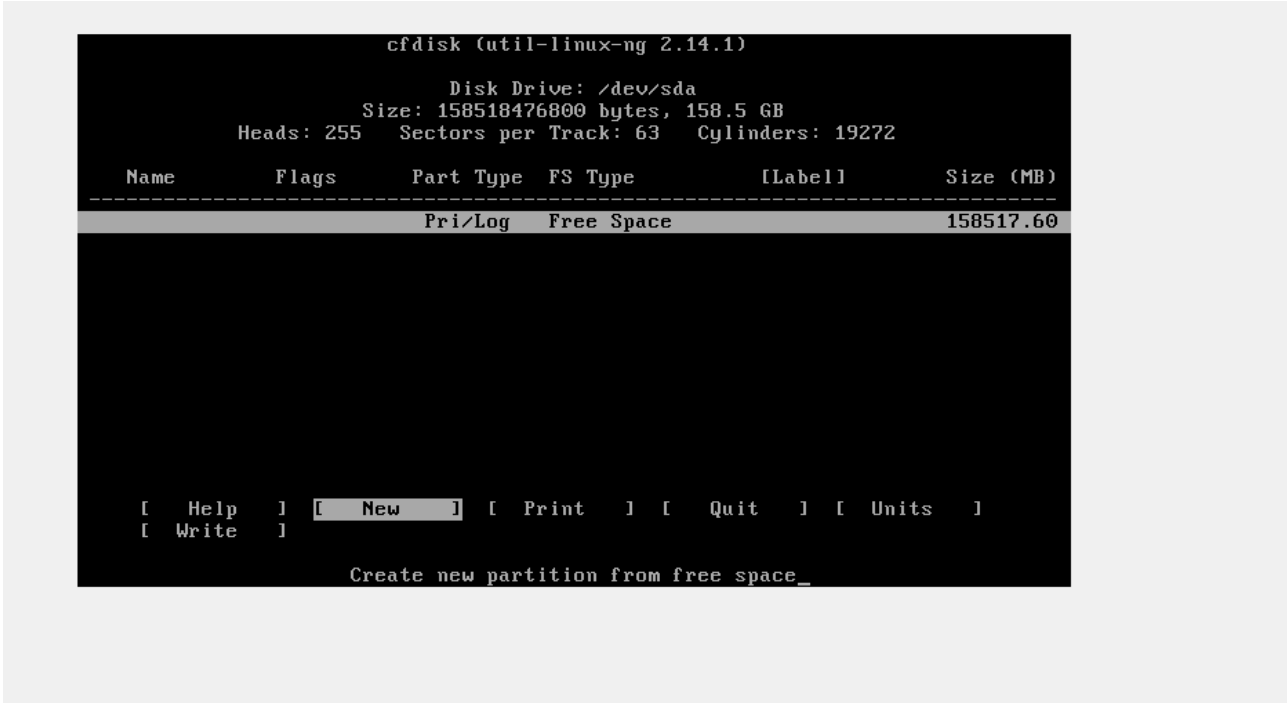 cfdisk (util-linux-ng 2.14.1)
Disk Drive: /dev/sda
Size: 158518476800 bytes, 158.5 GB
Heads: 255   Sectors per Track: 63   Cylinders: 19272
Name   Flags   Part Type   FS Type   [Label]   Size (MB)
------------------------------------------------------------------------------
Pri/Log   Free Space   158517.60
[ Help ] [ New ] [ Print ] [ Quit ] [ Units ]
[ Write ]
Create new partition from free space_